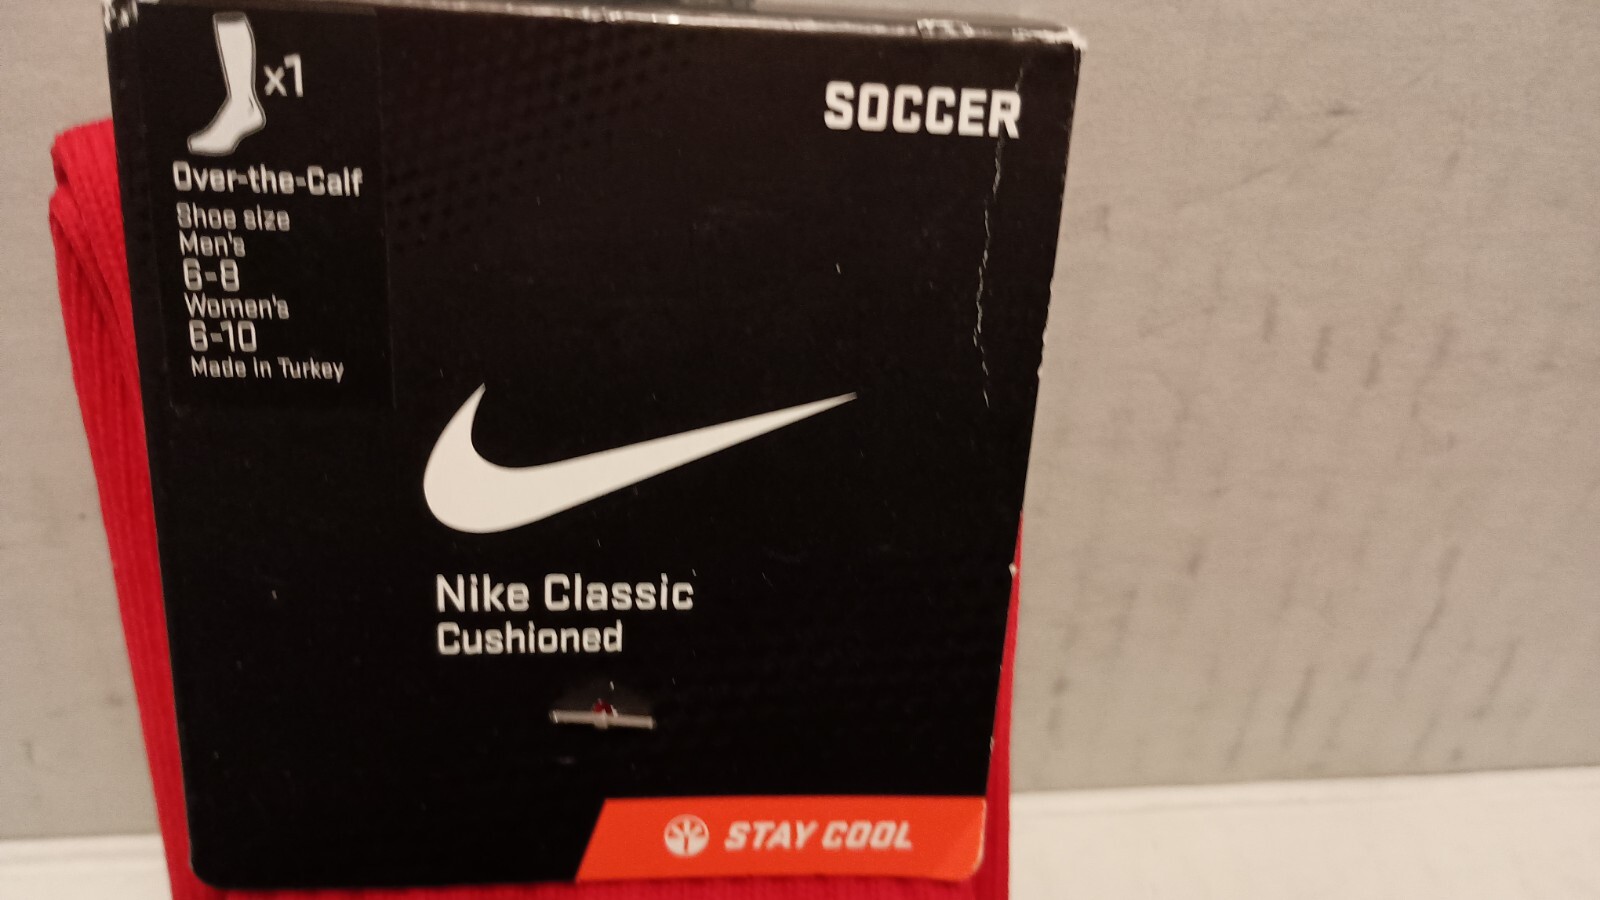 x1
Over-the-Calf
Shoe size
Men's
6-8
Women's
6-10
Made in Turkey
SOCCER
Nike Classic
Cushioned
STAY COOL